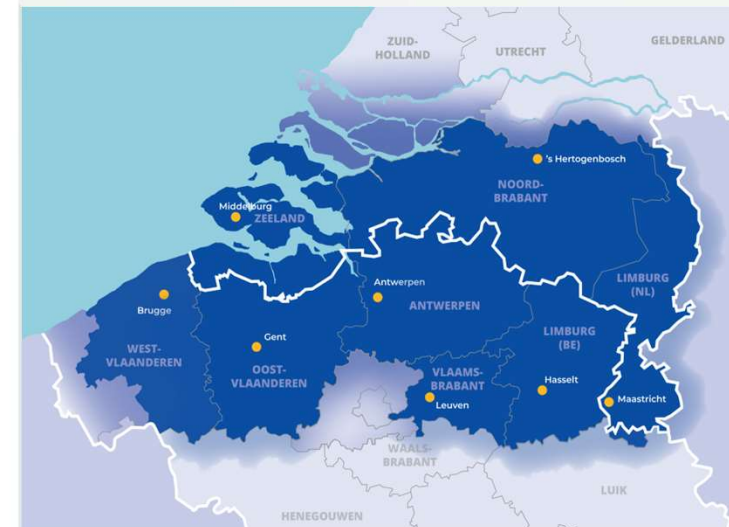 ZUID-
HOLLAND
UTRECHT
GELDERLAND
's Hertogenbosch
NOORD-
BRABANT
Middelburg
ZEELAND
LIMBURG
(NL)
Antwerpen
ANTWERPEN
Brugge
LIMBURG
(BE)
Gent
WEST-
VLAANDEREN
OOST-
VLAANDEREN
VLAAMS-
BRABANT
Hasselt
Leuven
Maastricht
WAALS-
BRABANT
LUIK
HENEGOUWEN